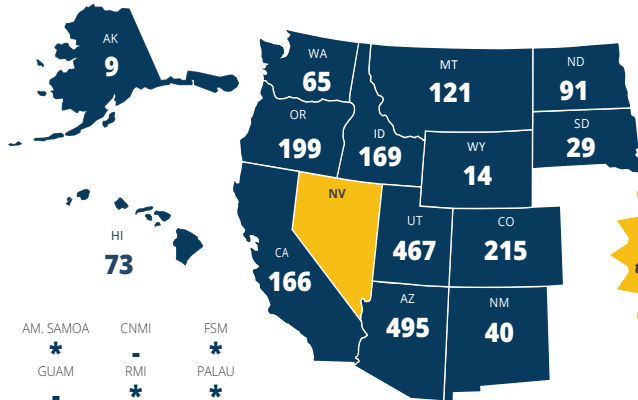 AK
9
WA
65
MT
121
ND
91
OR
199
ID
169
SD
29
WY
14
NV
HI
73
CA
166
UT
467
CO
215
AZ
495
NM
40
AM. SAMOA CNMI FSM
* - *
GUAM RMI PALAU
- * *